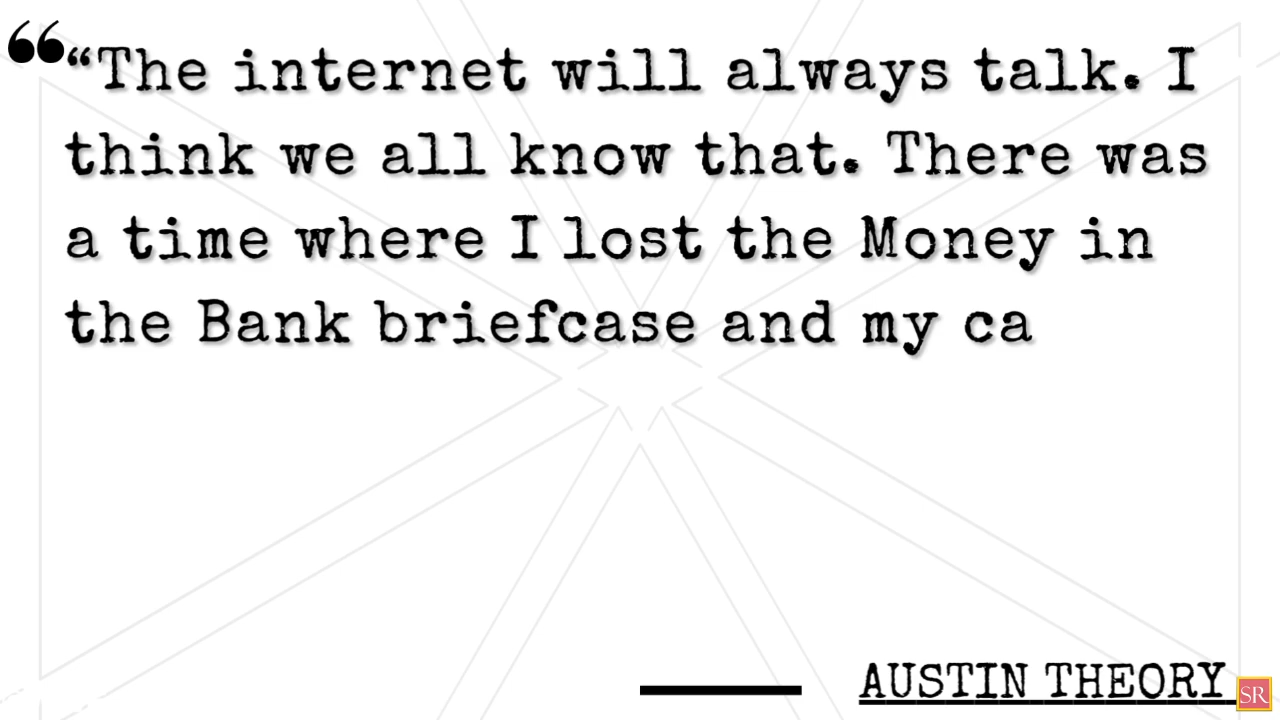 ““The internet will always talk. I
think we all know that. There was
a time where I lost the Money in
the Bank briefcase and my ca
AUSTIN THEORY
SR